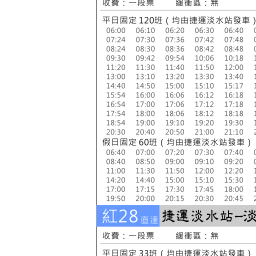 收費：一段票 緩衝區：無
平日固定120班（均由捷運淡水站發車）
06:00 06:10 06:20 06:30 06:40
07:24 07:30 07:36 07:42 07:48
08:24 08:30 08:36 08:42 08:48
09:30 09:42 09:54 10:06 10:18
11:20 11:30 11:40 11:50 12:00
13:00 13:10 13:20 13:30 13:40
14:40 14:50 15:00 15:10 15:17
15:54 16:00 16:06 16:12 16:18
16:54 17:00 17:06 17:12 17:18
17:54 18:00 18:06 18:12 18:18
18:54 19:00 19:10 19:20 19:30
20:30 20:40 20:50 21:00 21:10
假日固定60班（均由捷運淡水站發車）
06:40 07:00 07:20 07:30 07:40
08:40 08:50 09:00 09:10 09:20
11:00 11:30 11:50 12:00 12:20
14:20 14:40 15:00 15:10 15:30
17:00 17:15 17:30 17:45 18:00
19:50 20:00 20:15 20:30 20:45
紅28 直達 捷運淡水站–淡
收費：一段票 緩衝區：無
平日固定33班（均由捷運淡水站發車）